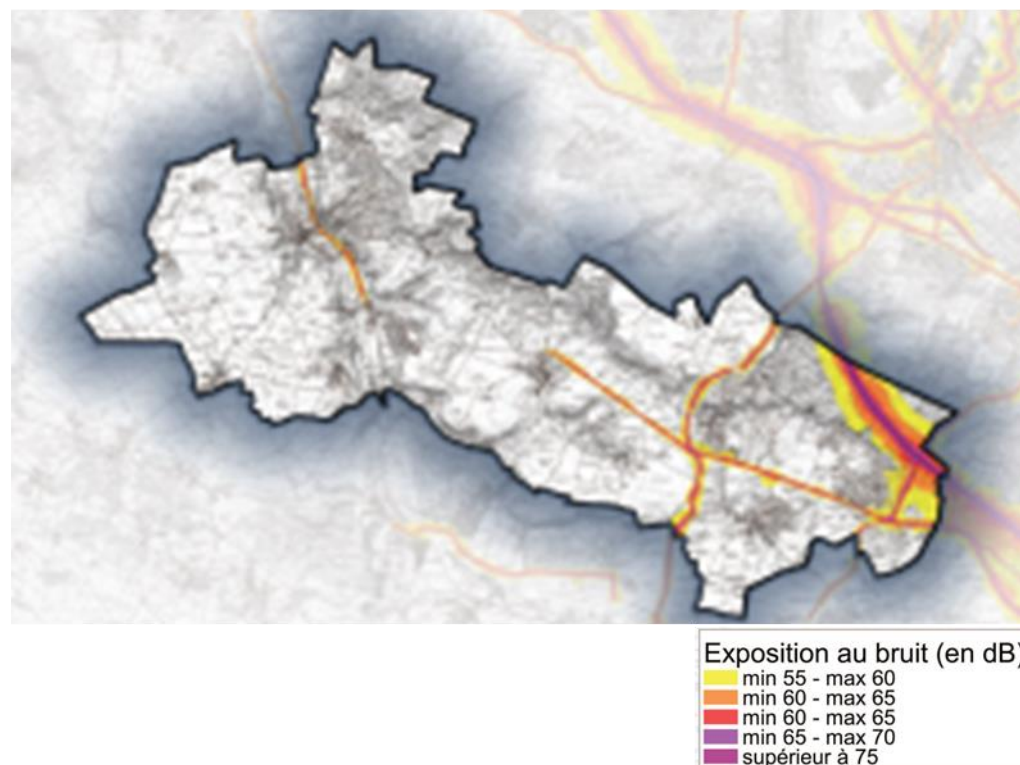 Exposition au bruit (en dB)
min 55 - max 60
min 60 - max 65
min 60 - max 65
min 65 - max 70
supérieur à 75